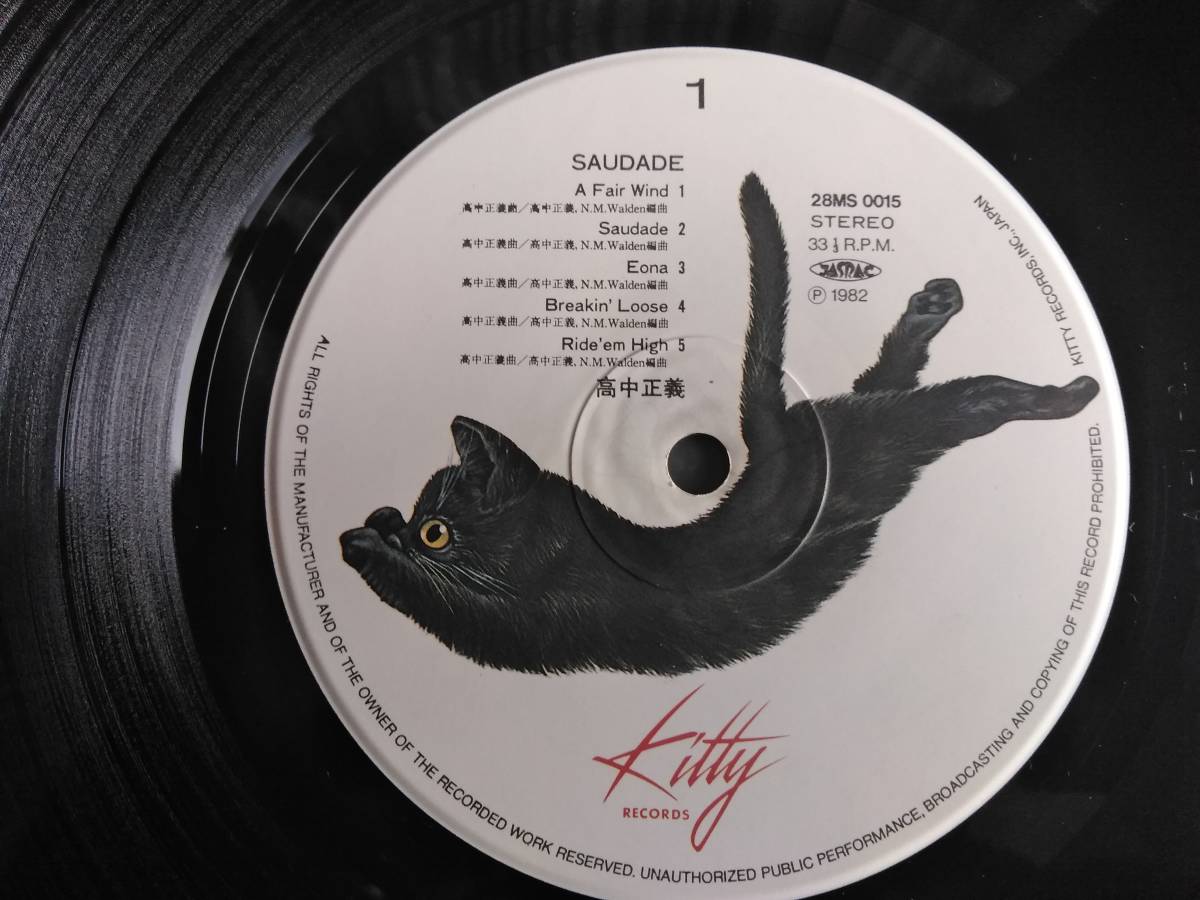 1
SAUDADE
A Fair Wind 1
高中正義曲／高中正義, N.M.Walden編曲
Saudade 2
高中正義曲／高中正義, N.M.Walden編曲
Eona 3
高中正義曲／高中正義, N.M.Walden編曲
Breakin' Loose 4
高中正義曲／高中正義, N.M.Walden編曲
Ride'em High 5
高中正義曲／高中正義, N.M.Walden編曲
高中正義
28MS 0015
STEREO
33 1/3 R.P.M.
JASRAC
Ⓟ 1982
Kitty
RECORDS
ALL RIGHTS OF THE MANUFACTURER AND OF THE OWNER OF THE RECORDED WORK RESERVED. UNAUTHORIZED PUBLIC PERFORMANCE, BROADCASTING AND COPYING OF THIS RECORD PROHIBITED.
KITTY RECORDS, INC., JAPAN